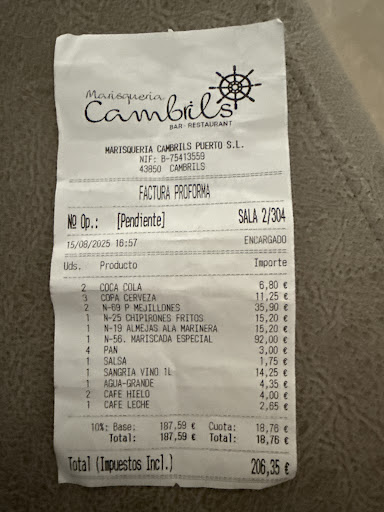 Marisqueria
Cambrils
BAR-RESTAURANT
MARISQUERIA CAMBRILS PUERTO S.L.
NIF: B-75413559
43850 CAMBRILS
FACTURA PROFORMA
Nº Op.: [Pendiente] SALA 2/304
15/08/2025 16:57 ENCARGADO
Uds. Producto Importe
2 COCA COLA 6,80 €
3 COPA CERVEZA 11,25 €
2 N-69 P MEJILLONES 35,90 €
1 N-25 CHIPIRONES FRITOS 15,20 €
1 N-19 ALMEJAS ALA MARINERA 15,20 €
1 N-56. MARISCADA ESPECIAL 92,00 €
4 PAN 3,00 €
1 SALSA 1,75 €
1 SANGRIA VINO 1L 14,25 €
1 AGUA-GRANDE 4,35 €
2 CAFE HIELO 4,00 €
1 CAFE LECHE 2,65 €
10%: Base: 187,59 € Cuota: 18,76 €
Total: 187,59 € Total: 18,76 €
Total (Impuestos Incl.) 206,35 €